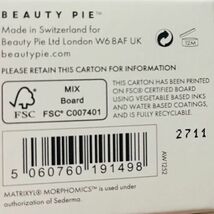 BEAUTY PIE™
Made in Switzerland for
Beauty Pie Ltd London W6 8AF UK
beautypie.com
12M
PLEASE RETAIN THIS CARTON FOR INFORMATION
FSC
FSC® C007401
MIX
Board
THIS CARTON HAS BEEN PRINTED
ON FSC® CERTIFIED BOARD
USING VEGETABLE BASED INKS
AND WATER BASED COATINGS,
AND IS FULLY RECYCLABLE.
2711
AW1252
5 060760 191498
MATRIXYL® MORPHOMICS™ is used under
authorization of Sederma.